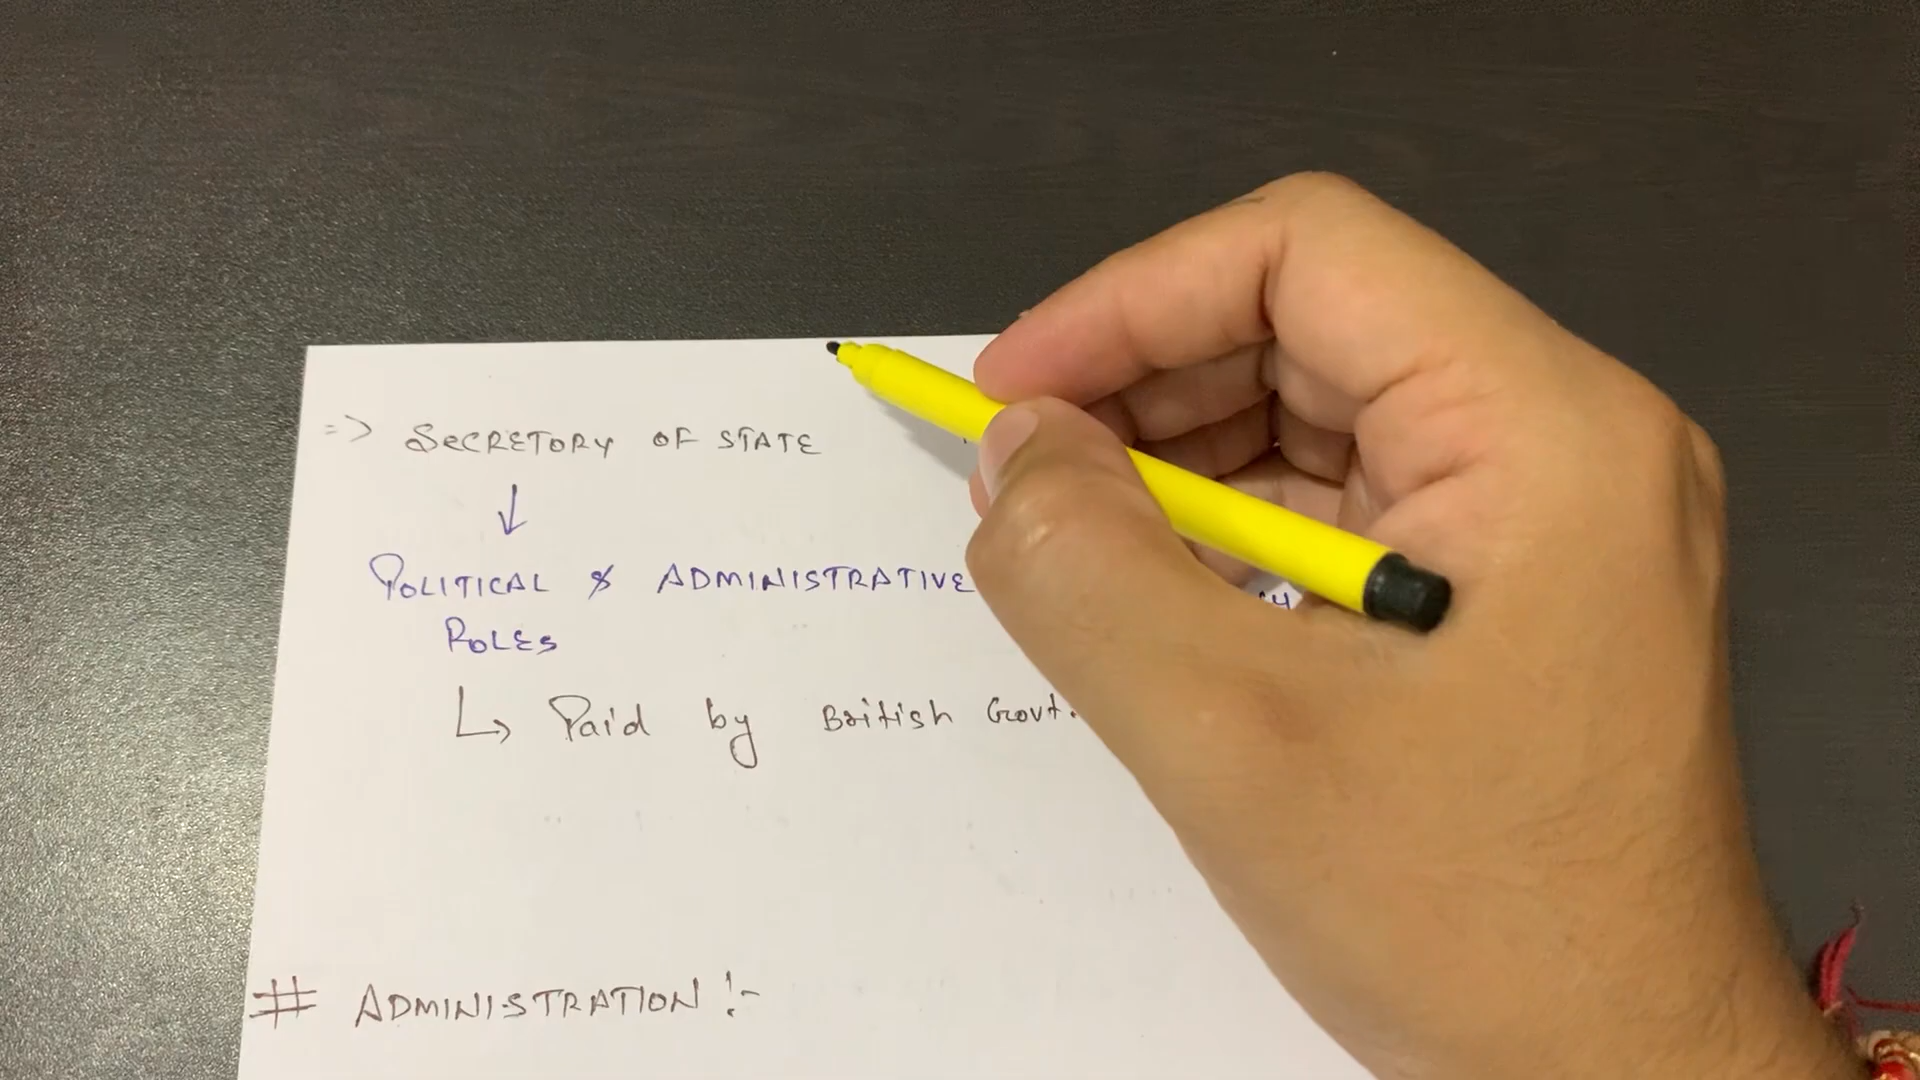 => SECRETORY OF STATE
↓
POLITICAL & ADMINISTRATIVE
ROLES
↳ Paid by British Govt.
# ADMINISTRATION :-